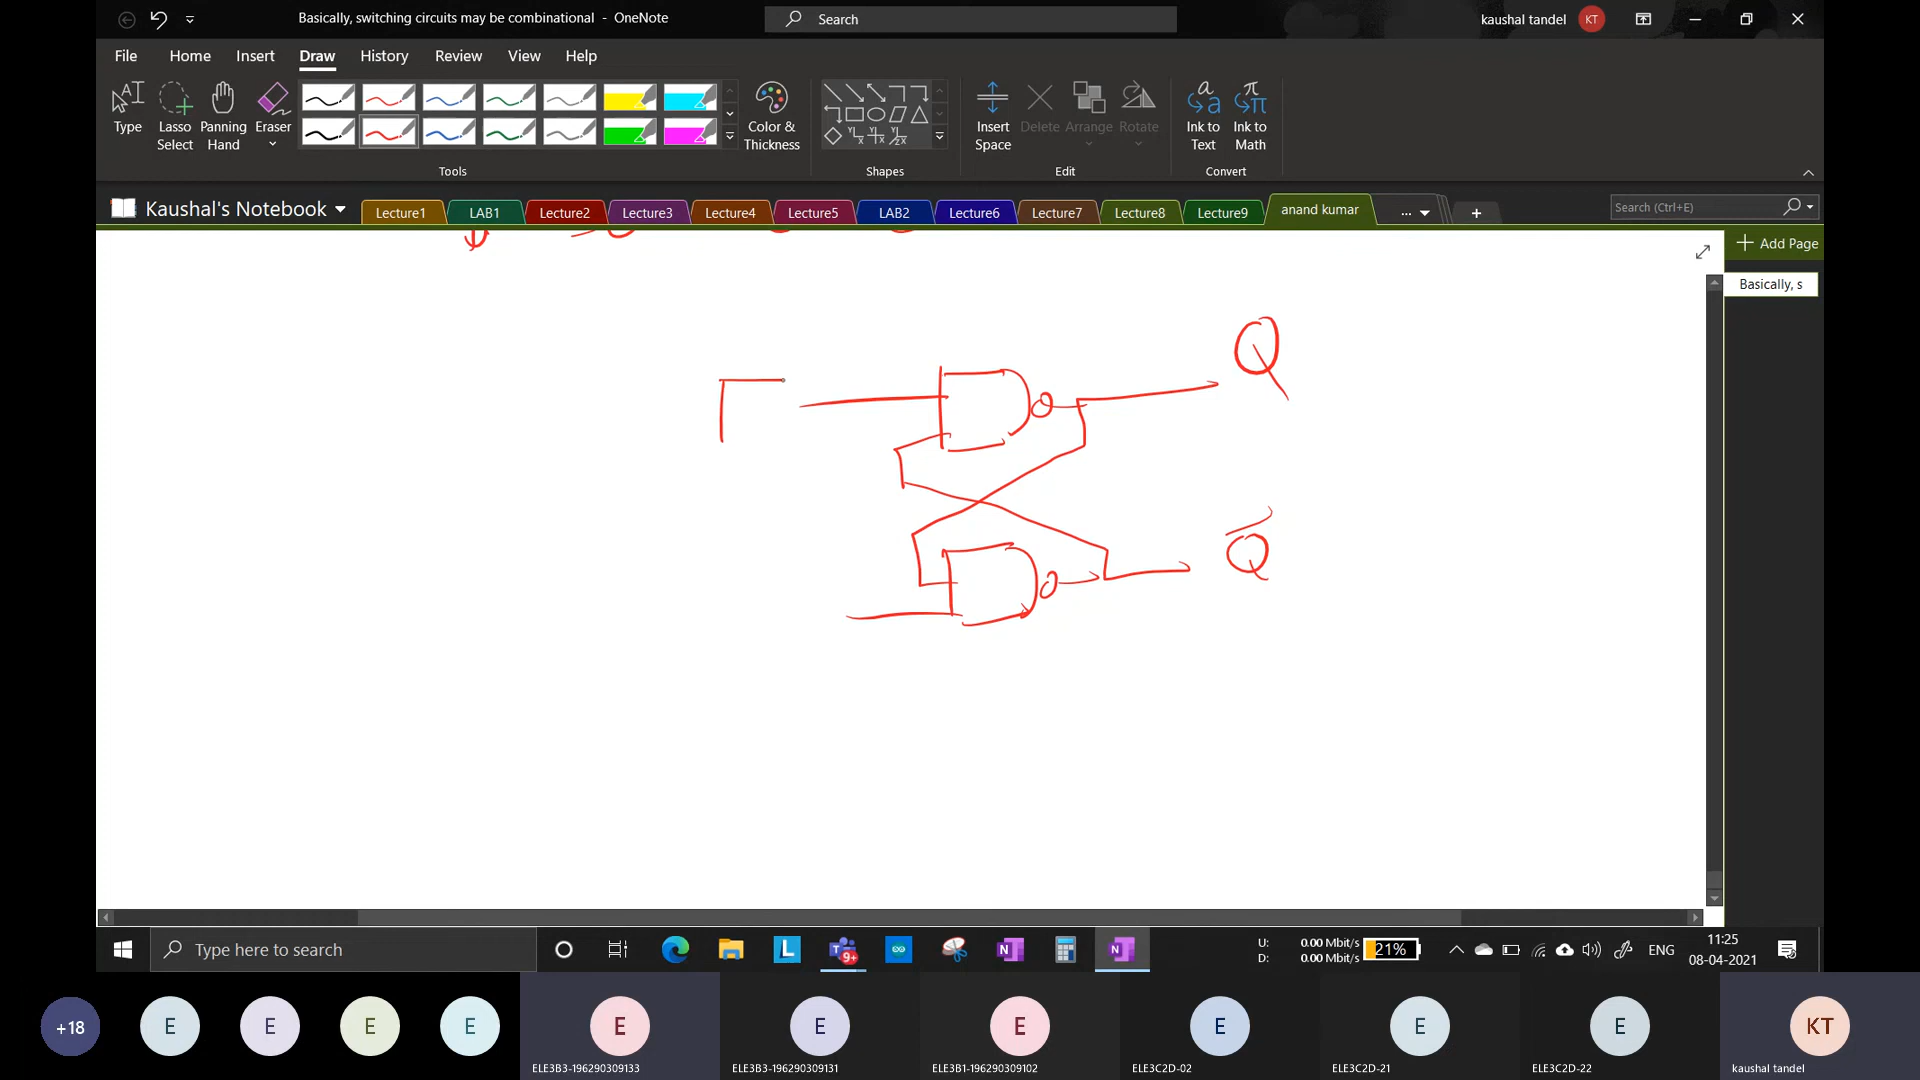 Basically, switching circuits may be combinational - OneNote
Search
kaushal tandel KT
File Home Insert Draw History Review View Help
Type
Lasso Select
Panning Hand
Eraser
Color & Thickness
Insert Space
Delete
Arrange
Rotate
Ink to Text
Ink to Math
Tools Shapes Edit Convert
Kaushal's Notebook Lecture1 LAB1 Lecture2 Lecture3 Lecture4 Lecture5 LAB2 Lecture6 Lecture7 Lecture8 Lecture9 anand kumar ... + Search (Ctrl+E)
Add Page
Basically, s
Q
Q̅
Type here to search
U: 0.00 Mbit/s
D: 0.00 Mbit/s
21%
ENG
11:25
08-04-2021
9+
+18 E E E E E E E E E E KT
ELE3B3-196290309133 ELE3B3-196290309131 ELE3B1-196290309102 ELE3C2D-02 ELE3C2D-21 ELE3C2D-22 kaushal tandel